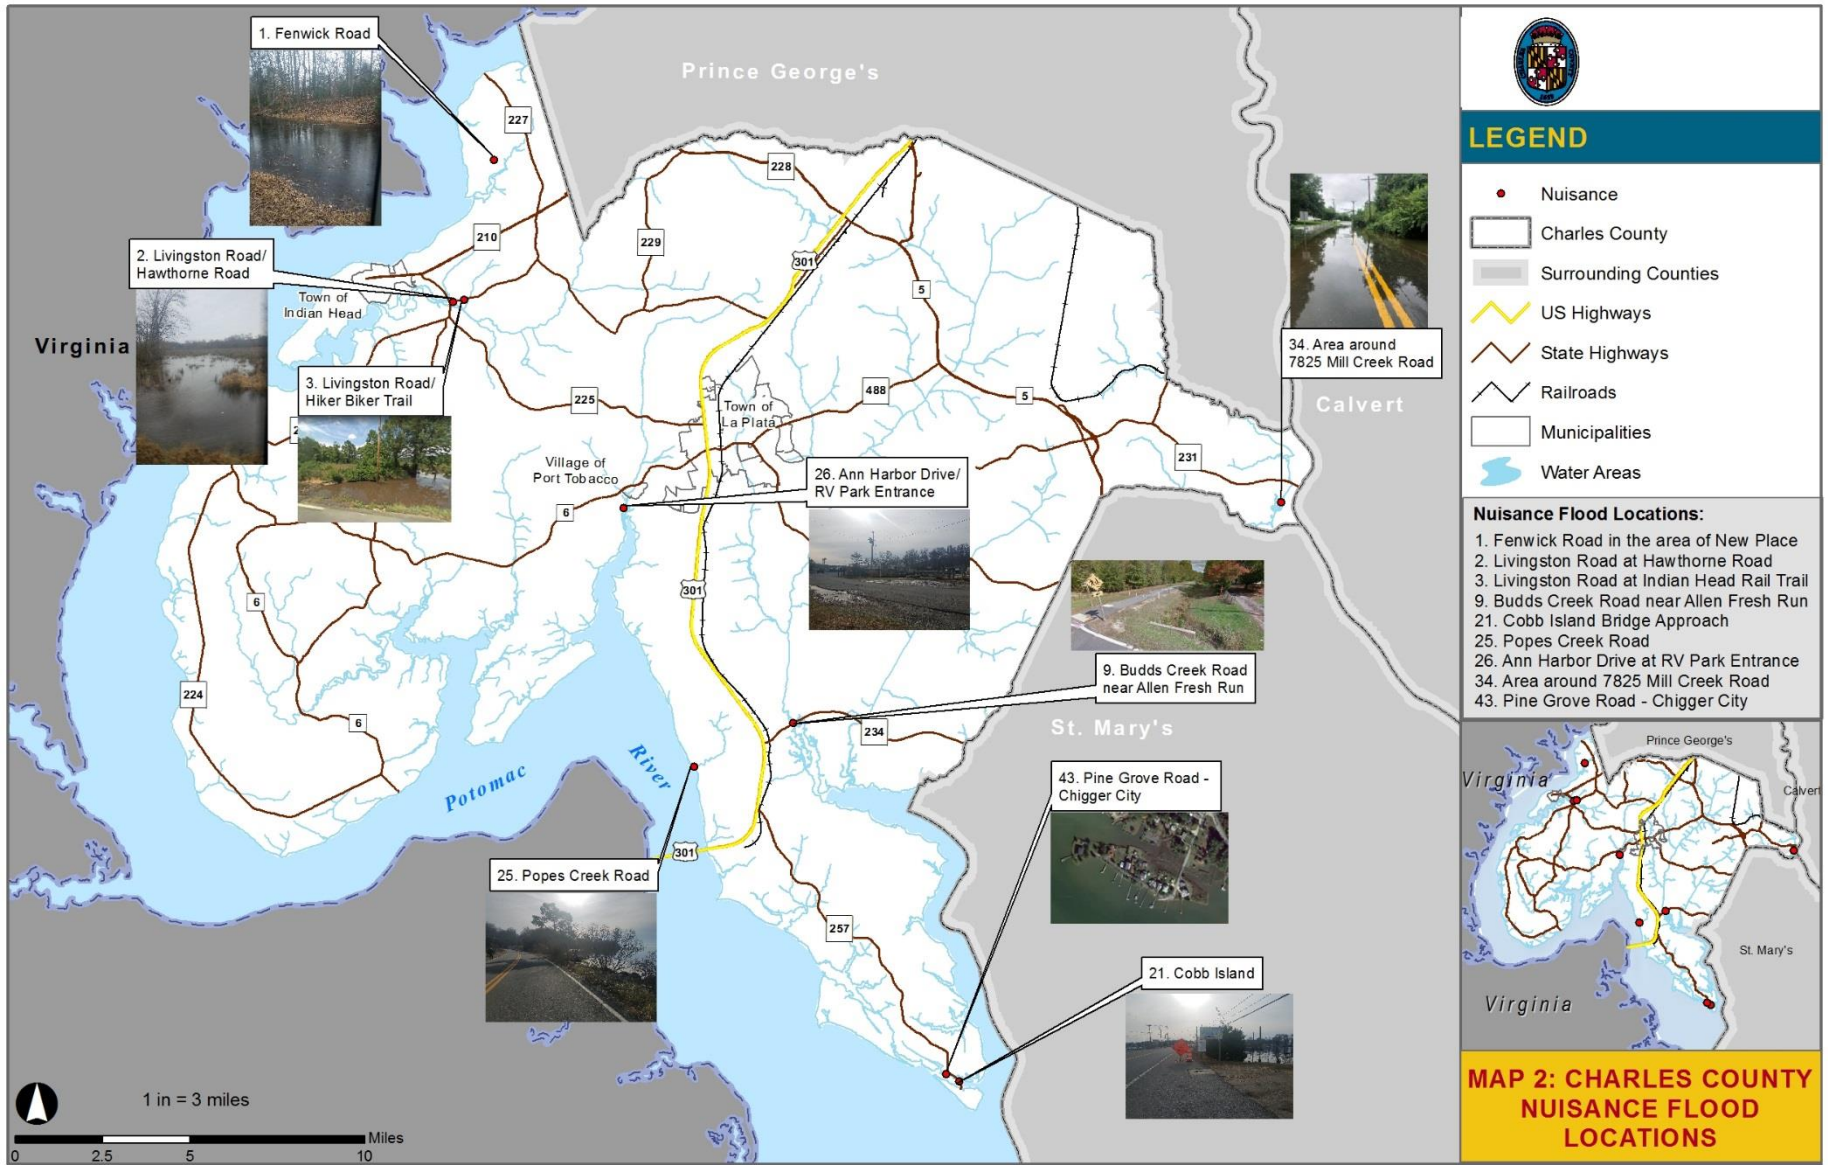 1. Fenwick Road
Prince George's
227
228
210
229
301
2. Livingston Road/
Hawthorne Road
Town of
Indian Head
5
34. Area around
7825 Mill Creek Road
Virginia
3. Livingston Road/
Hiker Biker Trail
225
488
5
Calvert
Town of
La Plata
231
Village of
Port Tobacco
26. Ann Harbor Drive/
RV Park Entrance
6
301
6
9. Budds Creek Road
near Allen Fresh Run
224
6
234
St. Mary's
Potomac
River
43. Pine Grove Road -
Chigger City
301
25. Popes Creek Road
257
21. Cobb Island
1 in = 3 miles
Miles
0 2.5 5 10
LEGEND
Nuisance
Charles County
Surrounding Counties
US Highways
State Highways
Railroads
Municipalities
Water Areas
Nuisance Flood Locations:
1. Fenwick Road in the area of New Place
2. Livingston Road at Hawthorne Road
3. Livingston Road at Indian Head Rail Trail
9. Budds Creek Road near Allen Fresh Run
21. Cobb Island Bridge Approach
25. Popes Creek Road
26. Ann Harbor Drive at RV Park Entrance
34. Area around 7825 Mill Creek Road
43. Pine Grove Road - Chigger City
Prince George's
Virginia
Calvert
St. Mary's
Virginia
MAP 2: CHARLES COUNTY
NUISANCE FLOOD
LOCATIONS